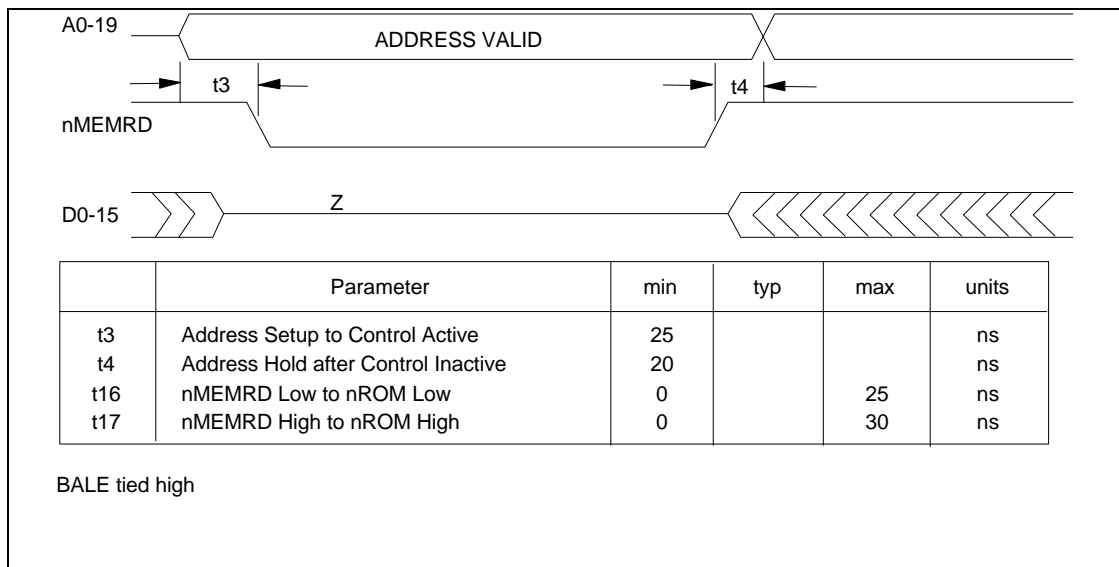 A0-19
ADDRESS VALID
t3
t4
nMEMRD
D0-15
Z
Parameter min typ max units
t3 Address Setup to Control Active 25 ns
t4 Address Hold after Control Inactive 20 ns
t16 nMEMRD Low to nROM Low 0 25 ns
t17 nMEMRD High to nROM High 0 30 ns
BALE tied high